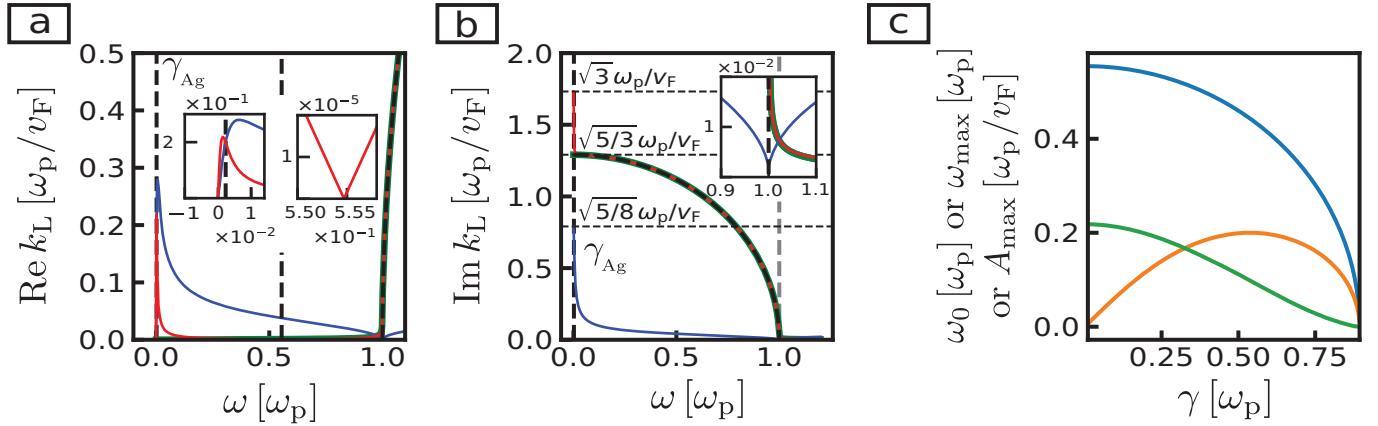 a
Re k_L [ω_p/v_F]
0.5
0.4
0.3
0.2
0.1
0.0
γ_Ag
×10⁻¹
2
−1 0 1
×10⁻²
×10⁻⁵
1
5.50 5.55
×10⁻¹
0.0 0.5 1.0
ω [ω_p]
b
Im k_L [ω_p/v_F]
2.0
1.5
1.0
0.5
0.0
√3 ω_p/v_F
√5/3 ω_p/v_F
√5/8 ω_p/v_F
γ_Ag
×10⁻²
1
0.9 1.0 1.1
0.0 0.5 1.0
ω [ω_p]
c
ω₀ [ω_p] or ω_max [ω_p]
or A_max [ω_p/v_F]
0.4
0.2
0.0
0.25 0.50 0.75
γ [ω_p]